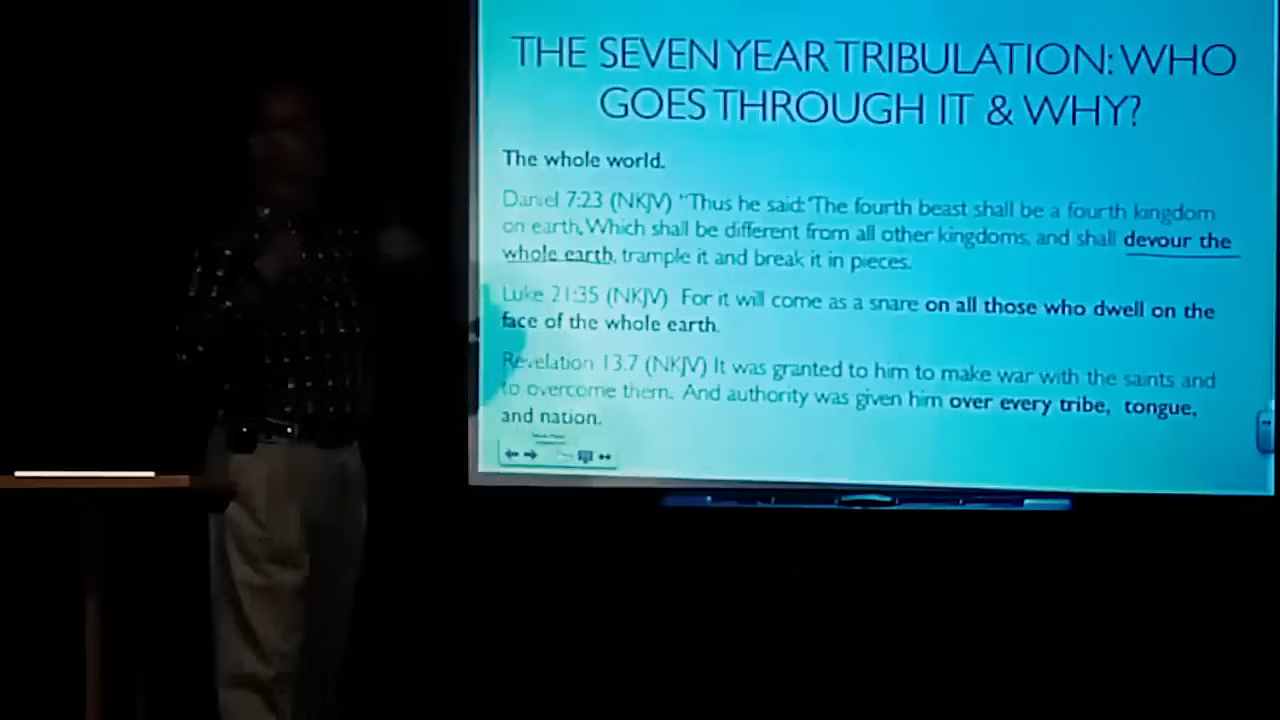 THE SEVEN YEAR TRIBULATION: WHO
GOES THROUGH IT & WHY?
The whole world.
Daniel 7:23 (NKJV) "Thus he said: 'The fourth beast shall be a fourth kingdom
on earth, Which shall be different from all other kingdoms, and shall devour the
whole earth, trample it and break it in pieces.
Luke 21:35 (NKJV) For it will come as a snare on all those who dwell on the
face of the whole earth.
Revelation 13.7 (NKJV) It was granted to him to make war with the saints and
to overcome them. And authority was given him over every tribe, tongue,
and nation.